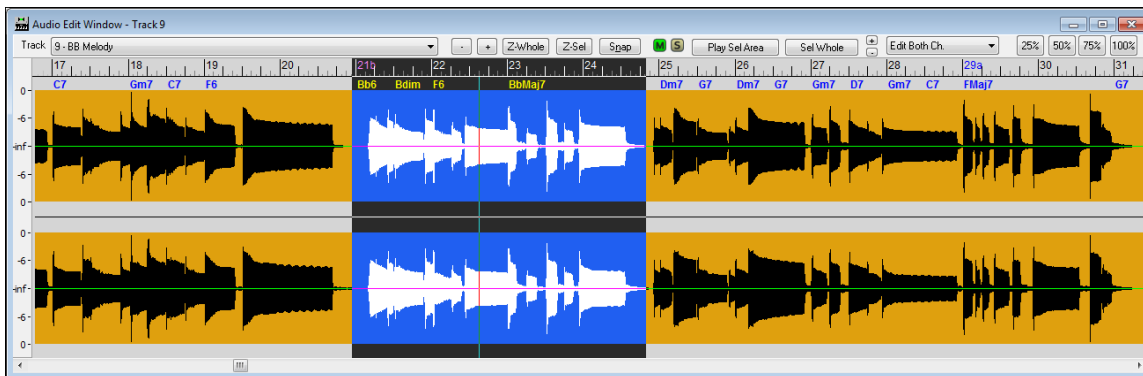 Audio Edit Window - Track 9
Track 9 - BB Melody - + Z-Whole Z-Sel Snap M S Play Sel Area Sel Whole + - Edit Both Ch. 25% 50% 75% 100%
17 18 19 20 21b 22 23 24 25 26 27 28 29a 30 31
C7 Gm7 C7 F6 Bb6 Bdim F6 BbMaj7 Dm7 G7 Dm7 G7 Gm7 D7 Gm7 C7 FMaj7 G7
0-
-6-
-inf-
-6-
0-
0-
-6-
-inf-
-6-
0-